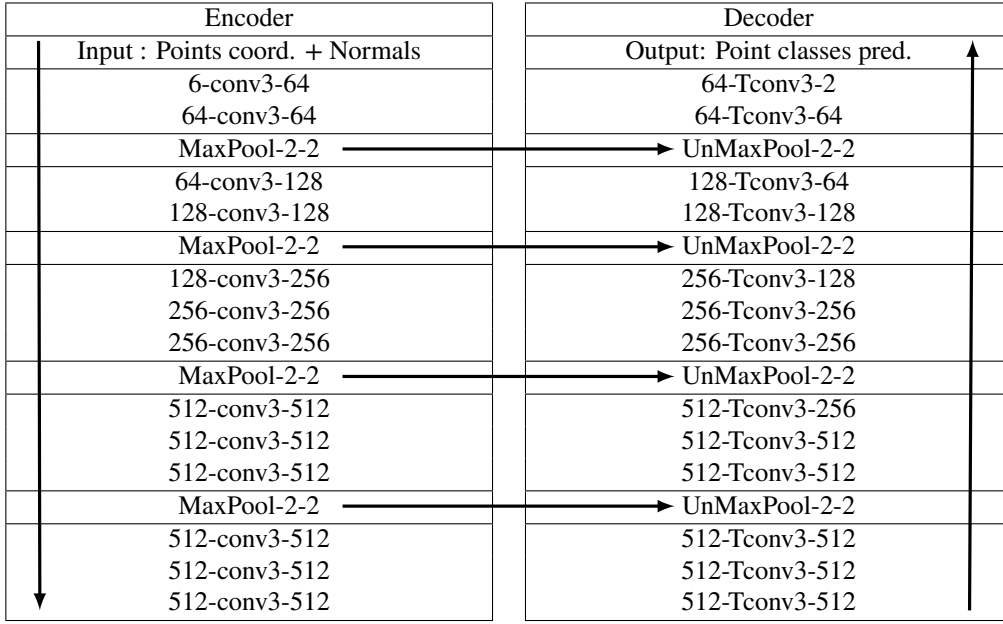 Encoder Decoder
Input : Points coord. + Normals Output: Point classes pred.
6-conv3-64 64-Tconv3-2
64-conv3-64 64-Tconv3-64
MaxPool-2-2 UnMaxPool-2-2
64-conv3-128 128-Tconv3-64
128-conv3-128 128-Tconv3-128
MaxPool-2-2 UnMaxPool-2-2
128-conv3-256 256-Tconv3-128
256-conv3-256 256-Tconv3-256
256-conv3-256 256-Tconv3-256
MaxPool-2-2 UnMaxPool-2-2
512-conv3-512 512-Tconv3-256
512-conv3-512 512-Tconv3-512
512-conv3-512 512-Tconv3-512
MaxPool-2-2 UnMaxPool-2-2
512-conv3-512 512-Tconv3-512
512-conv3-512 512-Tconv3-512
512-conv3-512 512-Tconv3-512